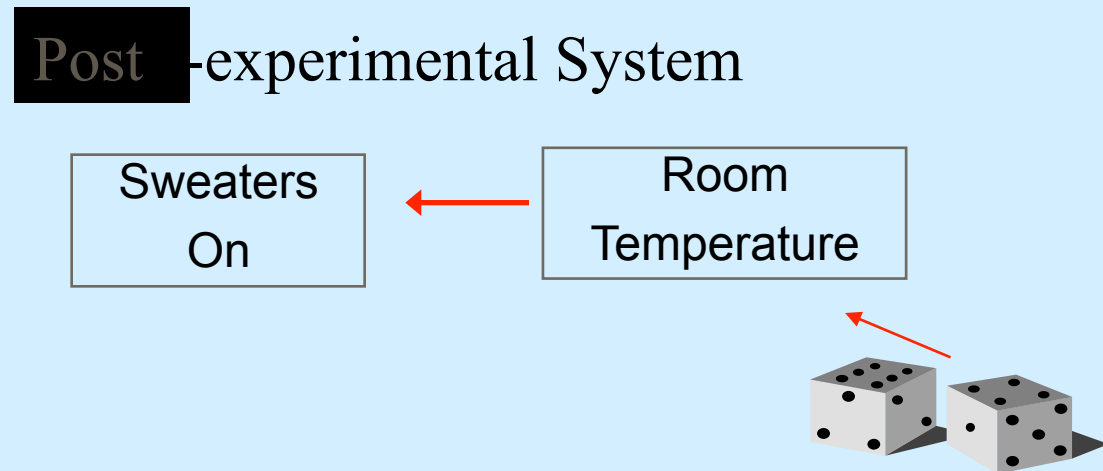 Post -experimental System
Sweaters
On
Room
Temperature